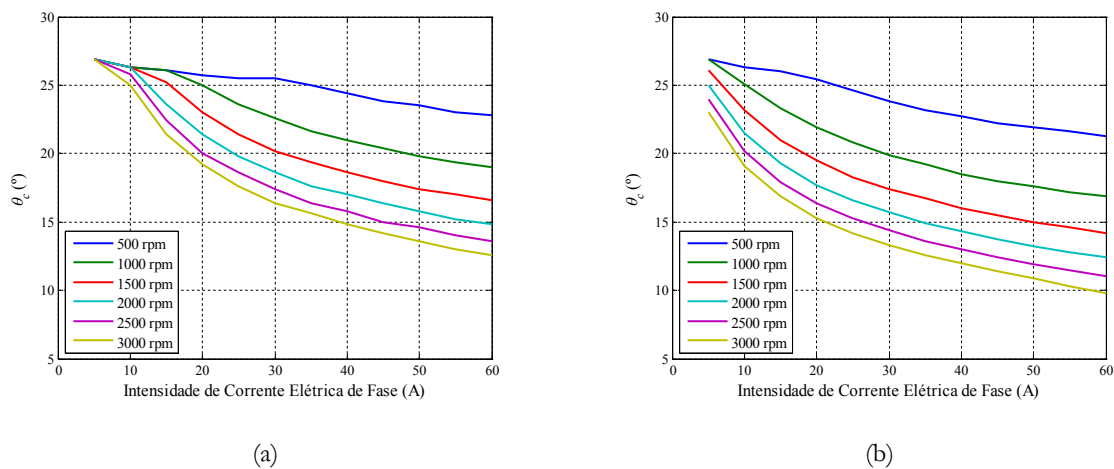 30
25
20
15
10
5
θc (º)
500 rpm
1000 rpm
1500 rpm
2000 rpm
2500 rpm
3000 rpm
0 10 20 30 40 50 60
Intensidade de Corrente Elétrica de Fase (A)
(a)
30
25
20
15
10
5
θc (º)
500 rpm
1000 rpm
1500 rpm
2000 rpm
2500 rpm
3000 rpm
0 10 20 30 40 50 60
Intensidade de Corrente Elétrica de Fase (A)
(b)